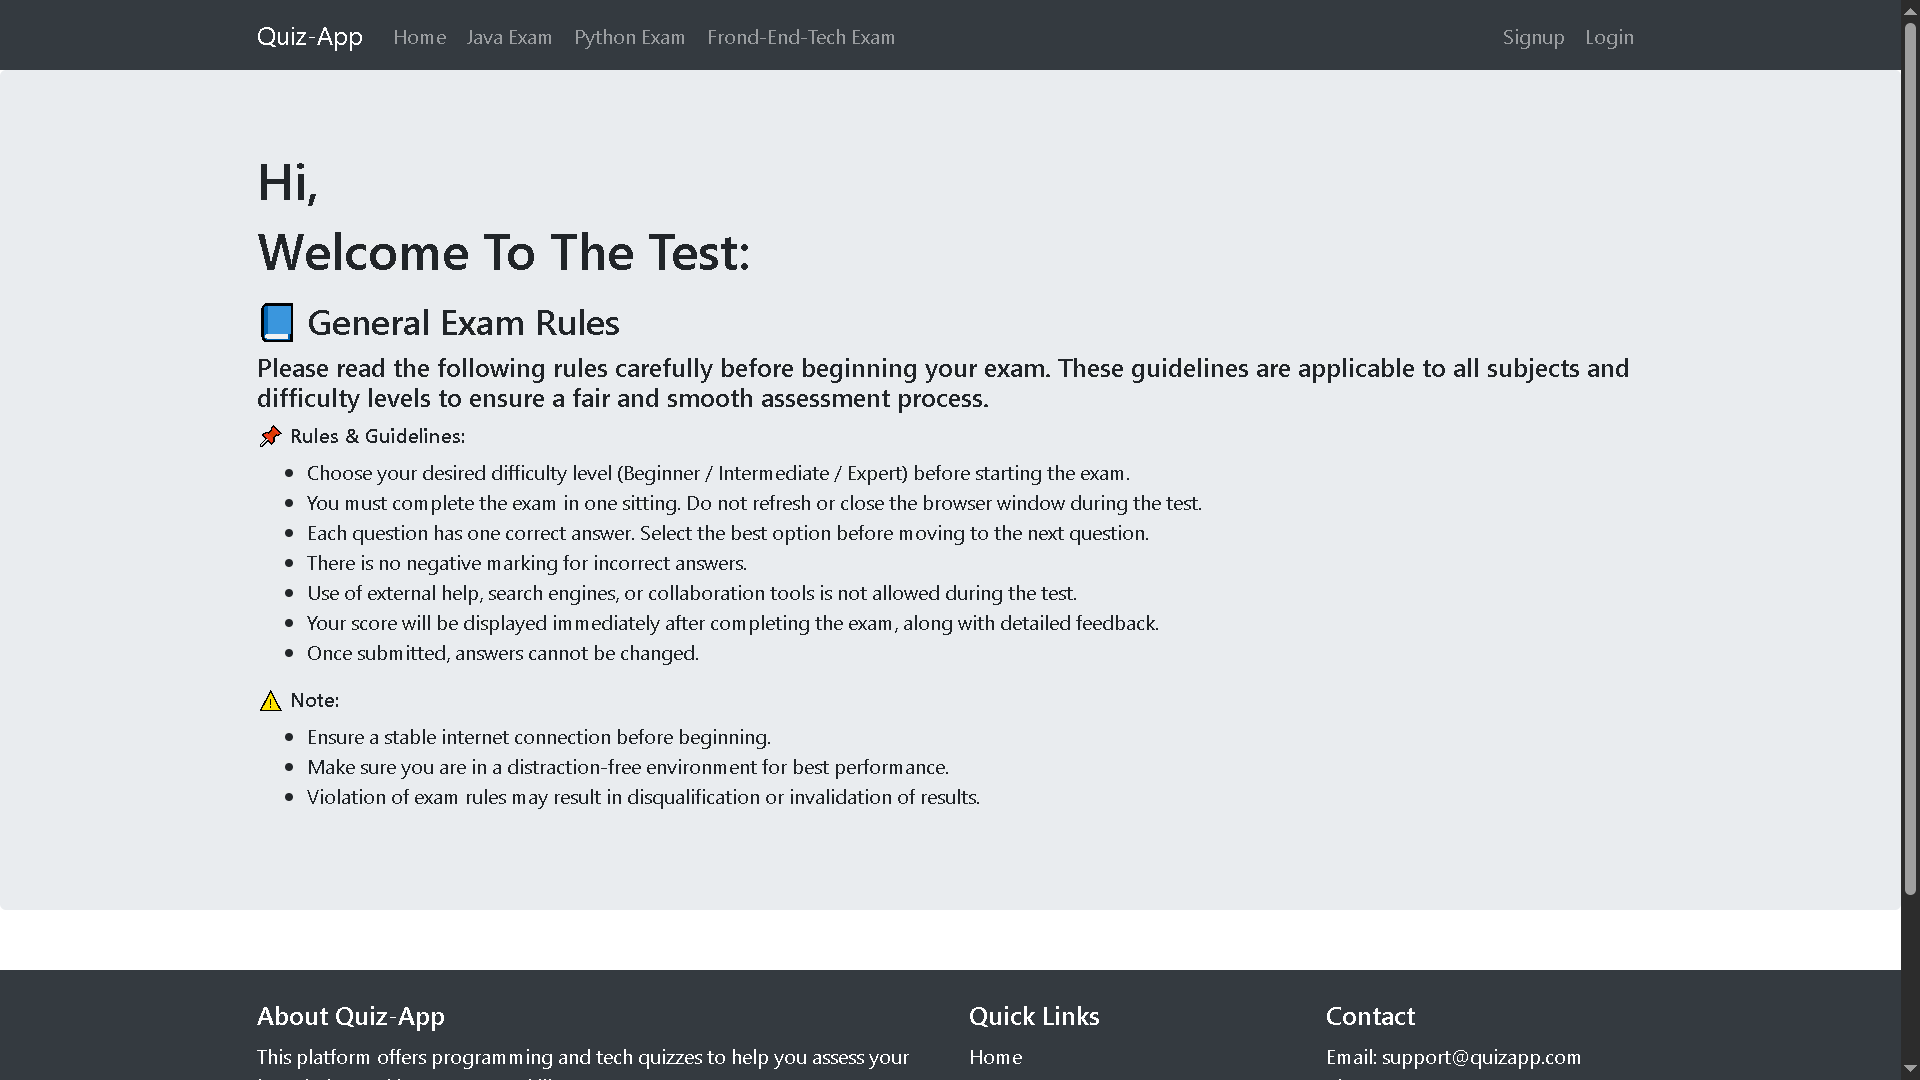 Quiz-App Home Java Exam Python Exam Frond-End-Tech Exam Signup Login
Hi,
Welcome To The Test:
General Exam Rules
Please read the following rules carefully before beginning your exam. These guidelines are applicable to all subjects and
difficulty levels to ensure a fair and smooth assessment process.
Rules & Guidelines:
Choose your desired difficulty level (Beginner / Intermediate / Expert) before starting the exam.
You must complete the exam in one sitting. Do not refresh or close the browser window during the test.
Each question has one correct answer. Select the best option before moving to the next question.
There is no negative marking for incorrect answers.
Use of external help, search engines, or collaboration tools is not allowed during the test.
Your score will be displayed immediately after completing the exam, along with detailed feedback.
Once submitted, answers cannot be changed.
Note:
Ensure a stable internet connection before beginning.
Make sure you are in a distraction-free environment for best performance.
Violation of exam rules may result in disqualification or invalidation of results.
About Quiz-App
This platform offers programming and tech quizzes to help you assess your
Quick Links
Home
Contact
Email: support@quizapp.com